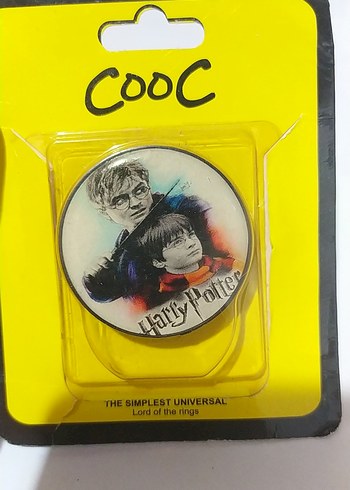 COOC
Harry Potter
THE SIMPLEST UNIVERSAL
Lord of the rings